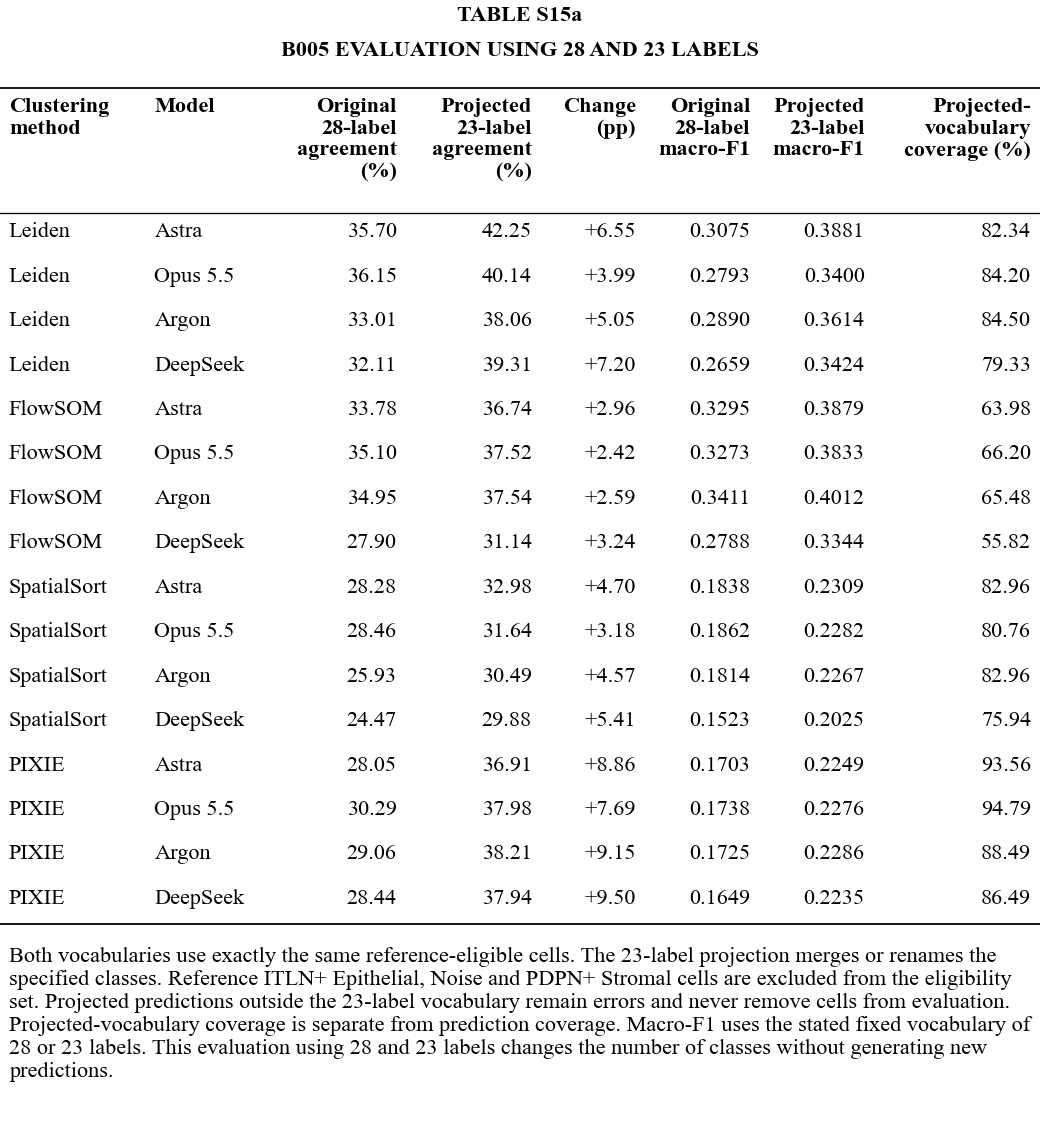 TABLE S15a
B005 EVALUATION USING 28 AND 23 LABELS
Clustering method Model Original 28-label agreement (%) Projected 23-label agreement (%) Change (pp) Original 28-label macro-F1 Projected 23-label macro-F1 Projected-vocabulary coverage (%)
Leiden Astra 35.70 42.25 +6.55 0.3075 0.3881 82.34
Leiden Opus 5.5 36.15 40.14 +3.99 0.2793 0.3400 84.20
Leiden Argon 33.01 38.06 +5.05 0.2890 0.3614 84.50
Leiden DeepSeek 32.11 39.31 +7.20 0.2659 0.3424 79.33
FlowSOM Astra 33.78 36.74 +2.96 0.3295 0.3879 63.98
FlowSOM Opus 5.5 35.10 37.52 +2.42 0.3273 0.3833 66.20
FlowSOM Argon 34.95 37.54 +2.59 0.3411 0.4012 65.48
FlowSOM DeepSeek 27.90 31.14 +3.24 0.2788 0.3344 55.82
SpatialSort Astra 28.28 32.98 +4.70 0.1838 0.2309 82.96
SpatialSort Opus 5.5 28.46 31.64 +3.18 0.1862 0.2282 80.76
SpatialSort Argon 25.93 30.49 +4.57 0.1814 0.2267 82.96
SpatialSort DeepSeek 24.47 29.88 +5.41 0.1523 0.2025 75.94
PIXIE Astra 28.05 36.91 +8.86 0.1703 0.2249 93.56
PIXIE Opus 5.5 30.29 37.98 +7.69 0.1738 0.2276 94.79
PIXIE Argon 29.06 38.21 +9.15 0.1725 0.2286 88.49
PIXIE DeepSeek 28.44 37.94 +9.50 0.1649 0.2235 86.49
Both vocabularies use exactly the same reference-eligible cells. The 23-label projection merges or renames the
specified classes. Reference ITLN+ Epithelial, Noise and PDPN+ Stromal cells are excluded from the eligibility
set. Projected predictions outside the 23-label vocabulary remain errors and never remove cells from evaluation.
Projected-vocabulary coverage is separate from prediction coverage. Macro-F1 uses the stated fixed vocabulary of
28 or 23 labels. This evaluation using 28 and 23 labels changes the number of classes without generating new
predictions.